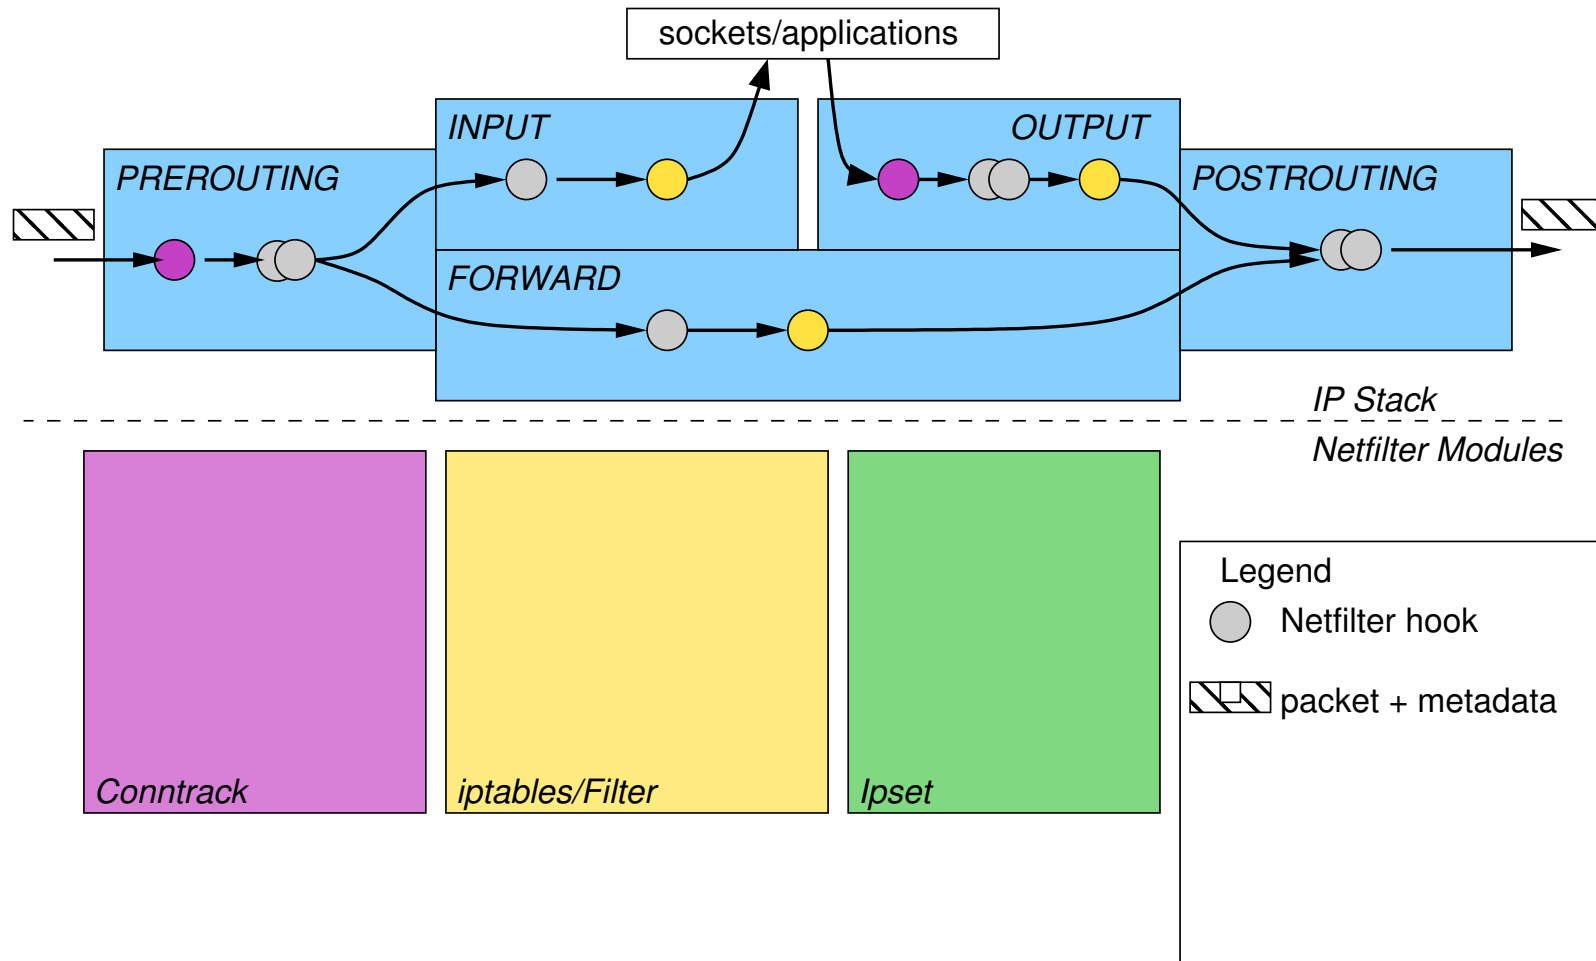 sockets/applications
INPUT
OUTPUT
PREROUTING
POSTROUTING
FORWARD
IP Stack
Netfilter Modules
Conntrack
iptables/Filter
Ipset
Legend
Netfilter hook
packet + metadata